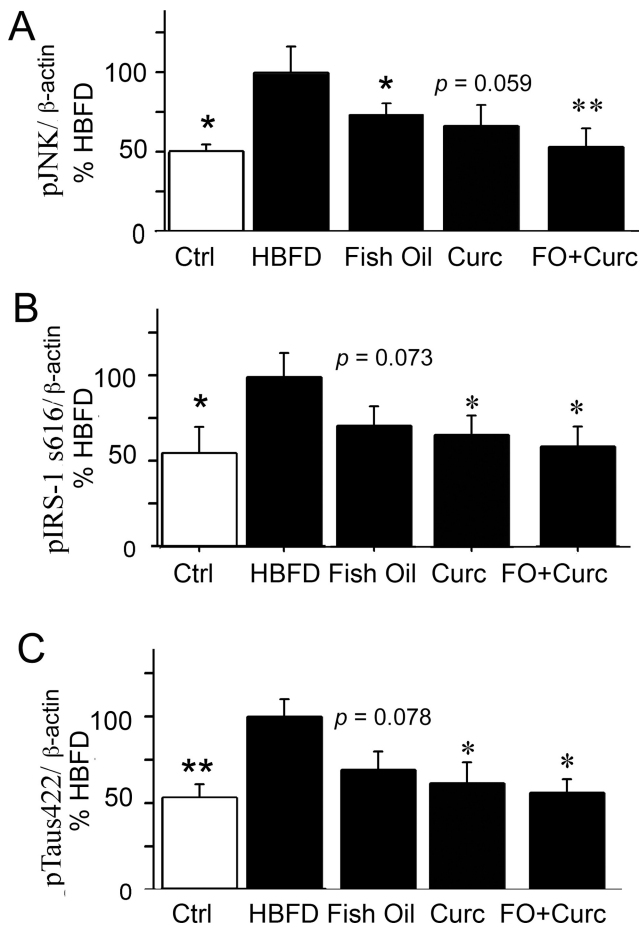 A
pJNK/ β-actin
% HBFD
100
50
0
*
*
p = 0.059
**
Ctrl HBFD Fish Oil Curc FO+Curc
B
pIRS-1 s616/β-actin
% HBFD
100
50
0
*
p = 0.073
*
*
Ctrl HBFD Fish Oil Curc FO+Curc
C
pTaus422/ β-actin
% HBFD
100
50
0
**
p = 0.078
*
*
Ctrl HBFD Fish Oil Curc FO+Curc